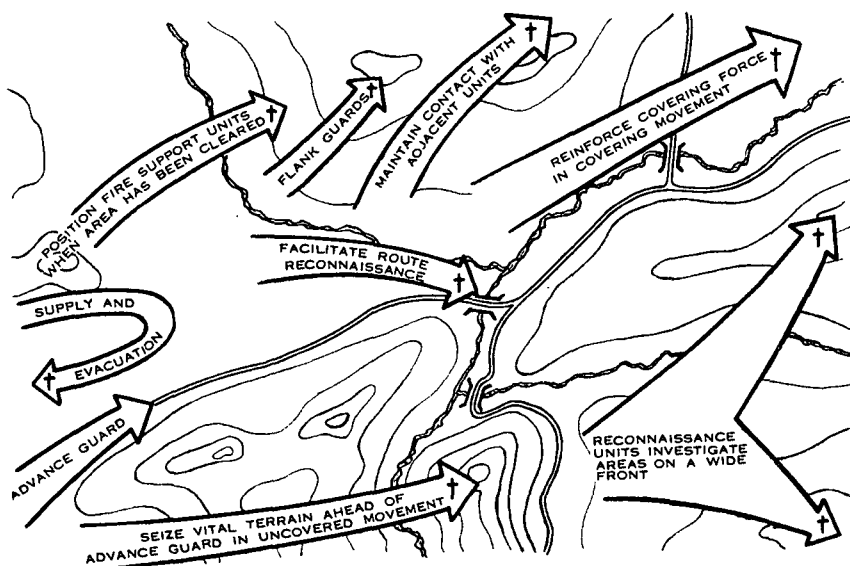 POSITION FIRE SUPPORT UNITS
WHEN AREA HAS BEEN CLEARED
FLANK GUARDS
MAINTAIN CONTACT WITH
ADJACENT UNITS
REINFORCE COVERING FORCE
IN COVERING MOVEMENT
FACILITATE ROUTE
RECONNAISSANCE
SUPPLY AND
EVACUATION
ADVANCE GUARD
SEIZE VITAL TERRAIN AHEAD OF
ADVANCE GUARD IN UNCOVERED MOVEMENT
RECONNAISSANCE
UNITS INVESTIGATE
AREAS ON A WIDE
FRONT